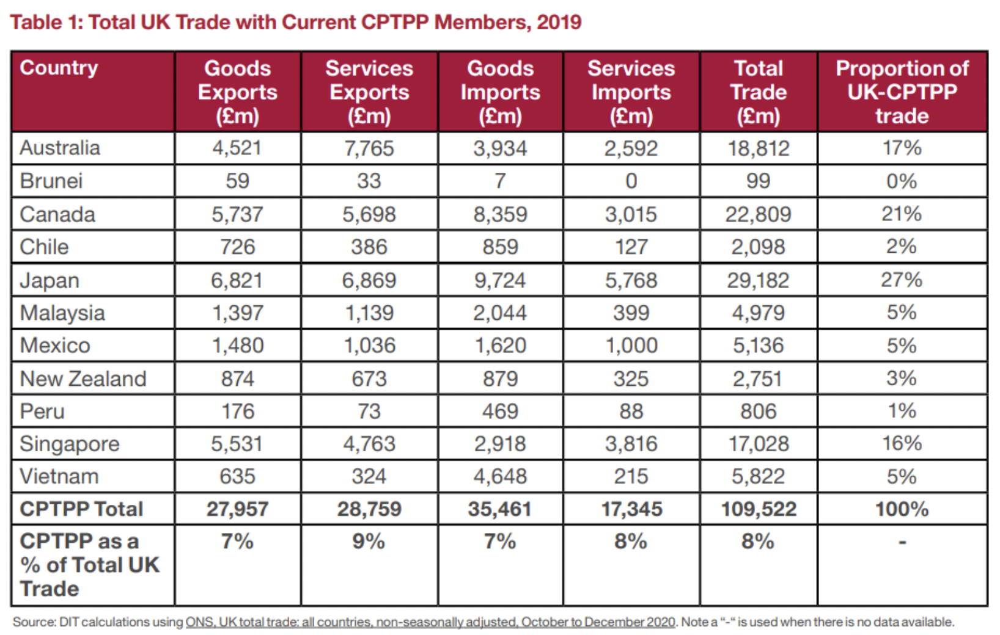 Table 1: Total UK Trade with Current CPTPP Members, 2019
Country Goods Exports (£m) Services Exports (£m) Goods Imports (£m) Services Imports (£m) Total Trade (£m) Proportion of UK-CPTPP trade
Australia 4,521 7,765 3,934 2,592 18,812 17%
Brunei 59 33 7 0 99 0%
Canada 5,737 5,698 8,359 3,015 22,809 21%
Chile 726 386 859 127 2,098 2%
Japan 6,821 6,869 9,724 5,768 29,182 27%
Malaysia 1,397 1,139 2,044 399 4,979 5%
Mexico 1,480 1,036 1,620 1,000 5,136 5%
New Zealand 874 673 879 325 2,751 3%
Peru 176 73 469 88 806 1%
Singapore 5,531 4,763 2,918 3,816 17,028 16%
Vietnam 635 324 4,648 215 5,822 5%
CPTPP Total 27,957 28,759 35,461 17,345 109,522 100%
CPTPP as a % of Total UK Trade 7% 9% 7% 8% 8% -
Source: DIT calculations using ONS, UK total trade: all countries, non-seasonally adjusted, October to December 2020. Note a “-“ is used when there is no data available.